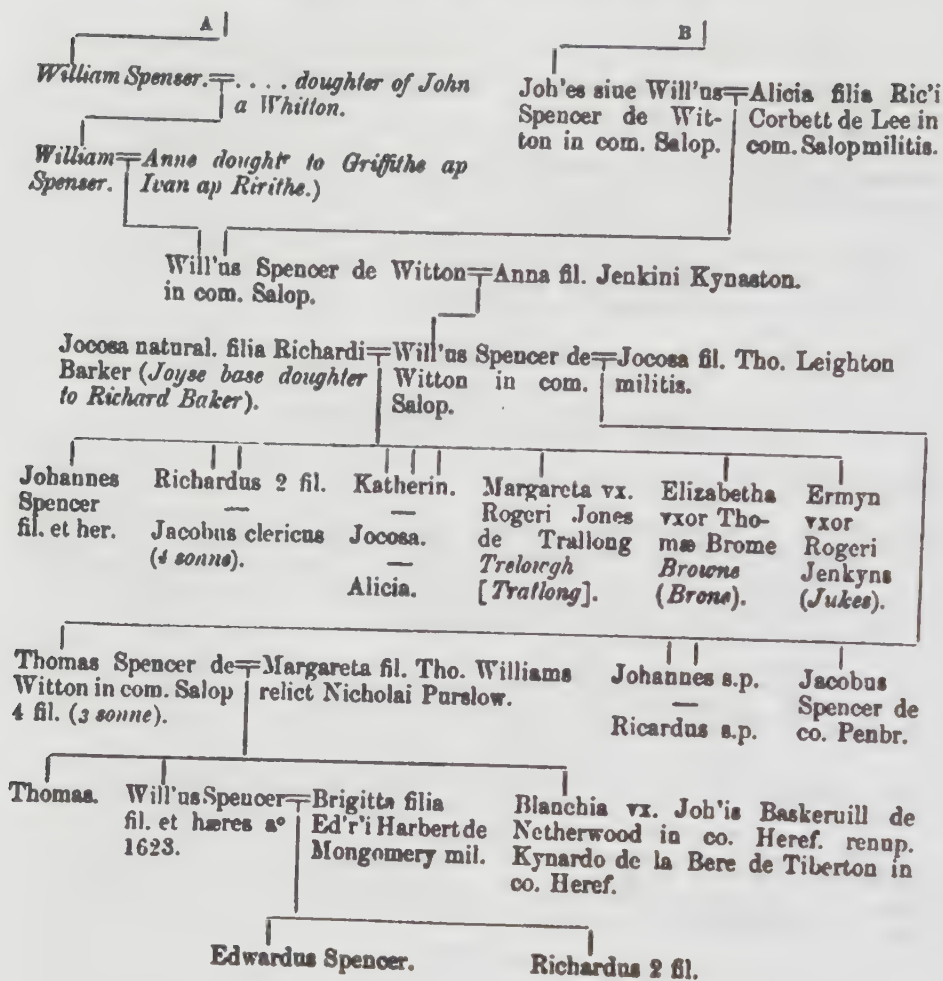 A
B
William Spenser. = . . . . doughter of John
a Whitton.
Joh'es siue Will'us = Alicia filia Ric'i
Spencer de Wit- Corbett de Lee in
ton in com. Salop. com. Salop militis.
William = Anne dought'r to Griffithe ap
Spenser. Ivan ap Ririthe.)
Will'us Spencer de Witton = Anna fil. Jenkini Kynaston.
in com. Salop.
Jocosa natural. filia Richardi = Will'us Spencer de = Jocosa fil. Tho. Leighton
Barker (Joyse base doughter Witton in com. militis.
to Richard Baker). Salop.
Johannes
Spencer
fil. et her.
Richardus 2 fil.
—
Jacobus clericus
(4 sonne).
Katherin.
—
Jocosa.
—
Alicia.
Margareta vx.
Rogeri Jones
de Trallong
Trelowgh
[Tratlong].
Elizabetha
vxor Tho-
mæ Brome
Browne
(Brone).
Ermyn
vxor
Rogeri
Jenkyns
(Jukes).
Thomas Spencer de = Margareta fil. Tho. Williams
Witton in com. Salop relict Nicholai Purslow.
4 fil. (3 sonne).
Johannes s.p.
—
Ricardus s.p.
Jacobus
Spencer de
co. Penbr.
Thomas.
Will'us Spencer = Brigitta filia
fil. et hæres aº Ed'r'i Harbert de
1623. Mongomery mil.
Blanchia vx. Joh'is Baskeruill de
Netherwood in co. Heref. renup.
Kynardo de la Bere de Tiberton in
co. Heref.
Edwardus Spencer.
Richardus 2 fil.